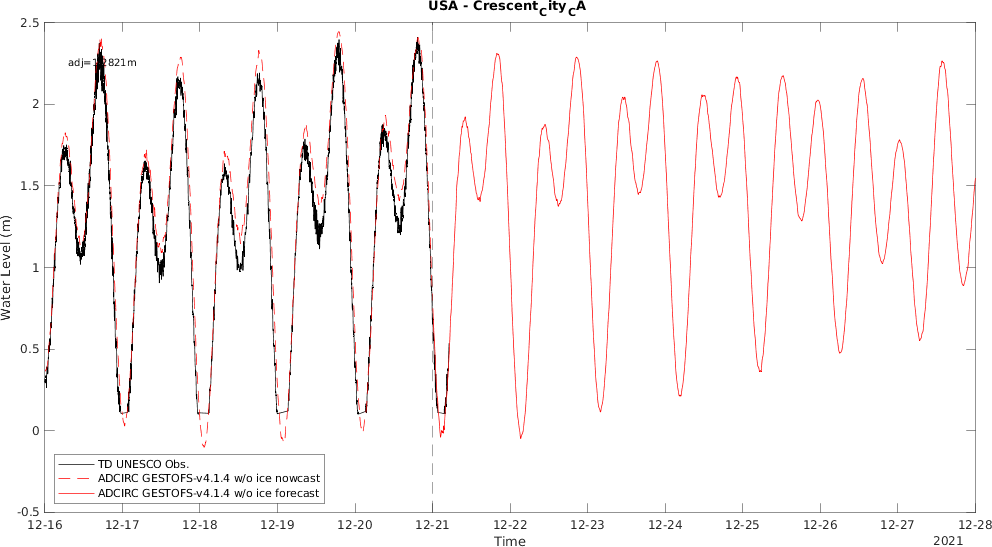 USA - Crescent_City_CA
2.5
adj=1.2821m
2
1.5
1
0.5
0
-0.5
Water Level (m)
TD UNESCO Obs.
ADCIRC GESTOFS-v4.1.4 w/o ice nowcast
ADCIRC GESTOFS-v4.1.4 w/o ice forecast
12-16 12-17 12-18 12-19 12-20 12-21 12-22 12-23 12-24 12-25 12-26 12-27 12-28
Time
2021